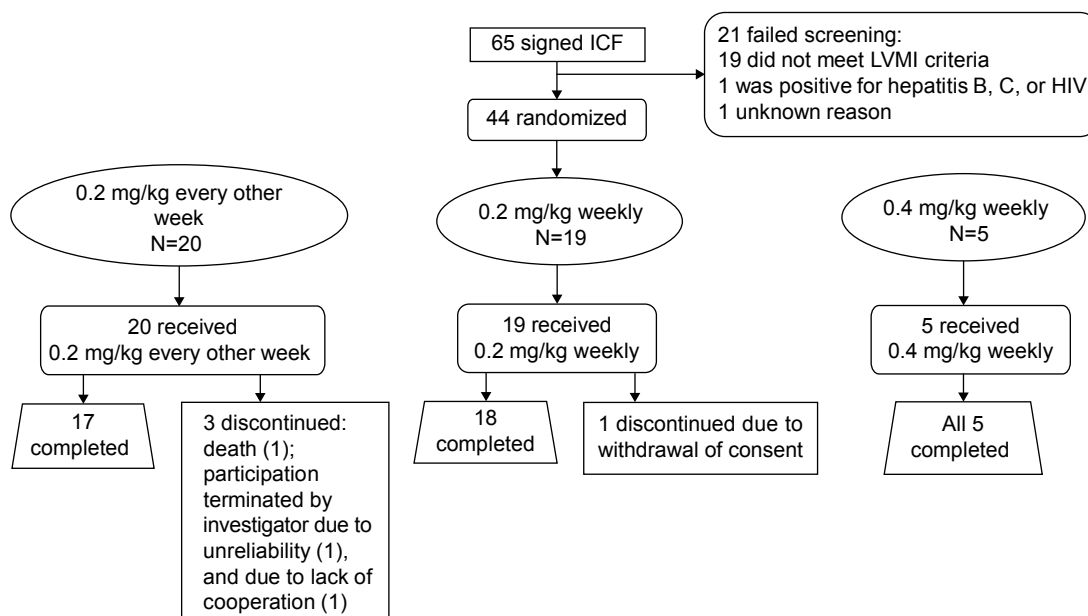 65 signed ICF
21 failed screening:
19 did not meet LVMI criteria
1 was positive for hepatitis B, C, or HIV
1 unknown reason
44 randomized
0.2 mg/kg every other
week
N=20
0.2 mg/kg weekly
N=19
0.4 mg/kg weekly
N=5
20 received
0.2 mg/kg every other week
19 received
0.2 mg/kg weekly
5 received
0.4 mg/kg weekly
17
completed
3 discontinued:
death (1);
participation
terminated by
investigator due to
unreliability (1),
and due to lack of
cooperation (1)
18
completed
1 discontinued due to
withdrawal of consent
All 5
completed